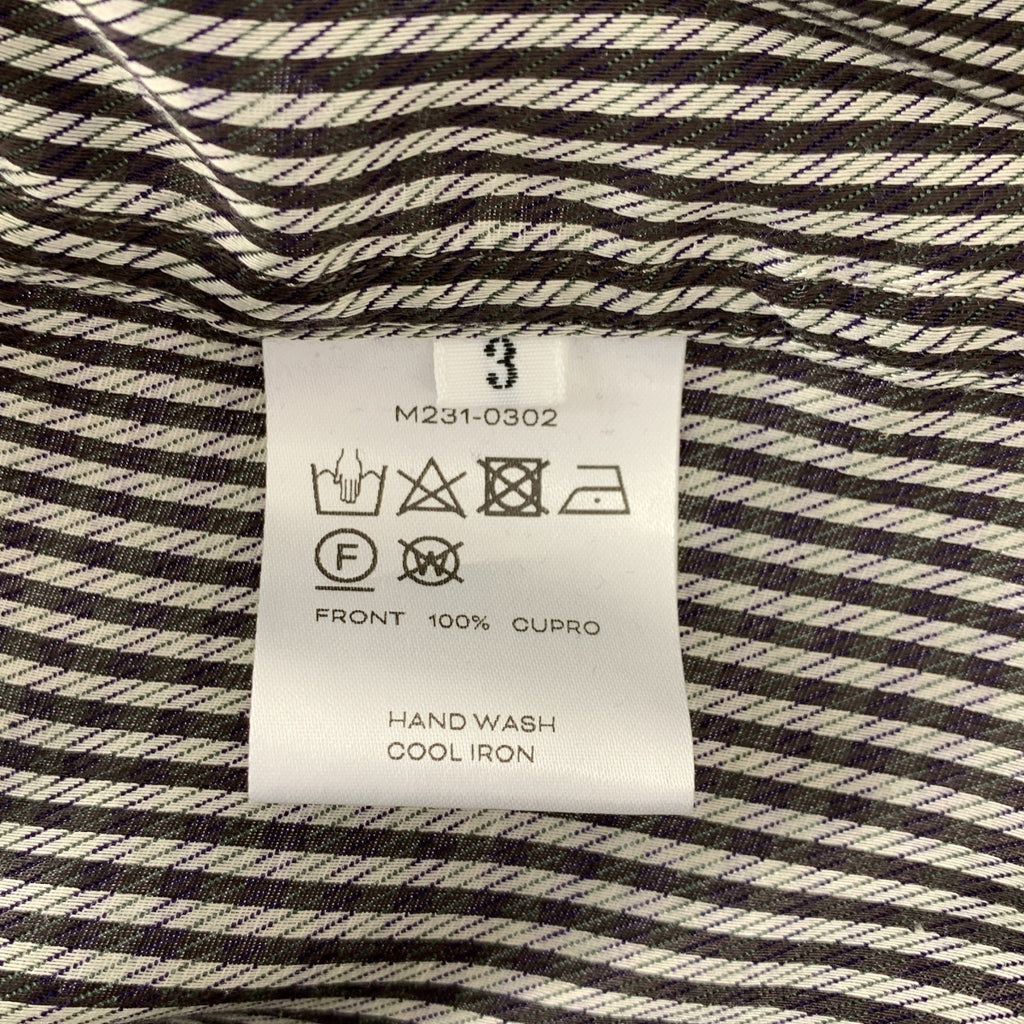 3
M231-0302
F W
FRONT 100% CUPRO
HAND WASH
COOL IRON